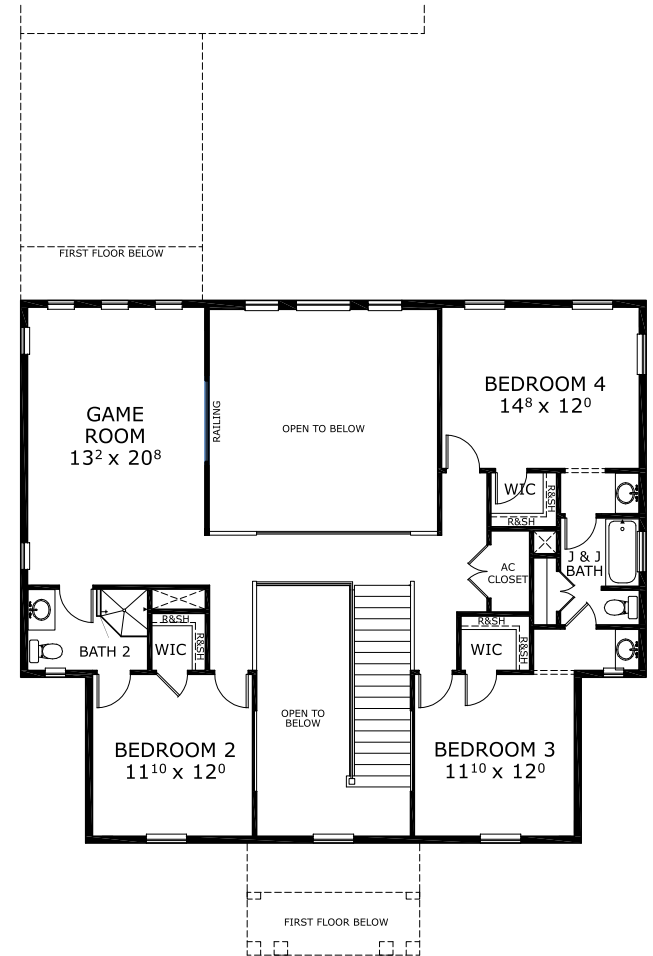 FIRST FLOOR BELOW
GAME
ROOM
13² x 20⁸
RAILING
OPEN TO BELOW
BEDROOM 4
14⁸ x 12⁰
WIC
R&SH
R&SH
J & J
BATH
AC
CLOSET
R&SH
R&SH
WIC
BATH 2
R&SH
WIC
R&SH
OPEN TO
BELOW
BEDROOM 2
11¹⁰ x 12⁰
BEDROOM 3
11¹⁰ x 12⁰
FIRST FLOOR BELOW